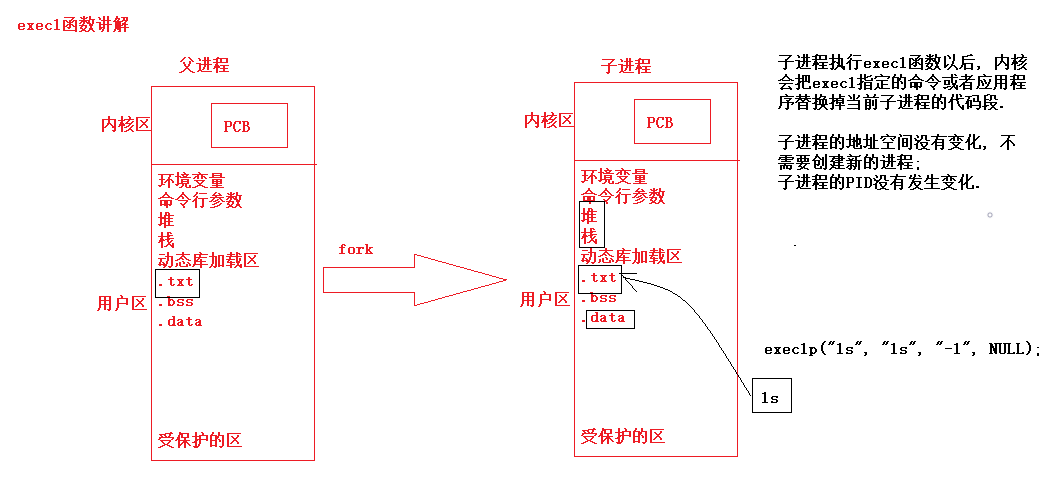 execl函数讲解
父进程
内核区
PCB
环境变量
命令行参数
堆
栈
动态库加载区
.txt
用户区
.bss
.data
受保护的区
fork
子进程
内核区
PCB
环境变量
命令行参数
堆
栈
动态库加载区
.txt
用户区
.bss
.data
受保护的区
子进程执行execl函数以后, 内核
会把execl指定的命令或者应用程
序替换掉当前子进程的代码段.
子进程的地址空间没有变化, 不
需要创建新的进程;
子进程的PID没有发生变化.
execlp("ls", "ls", "-l", NULL);
ls